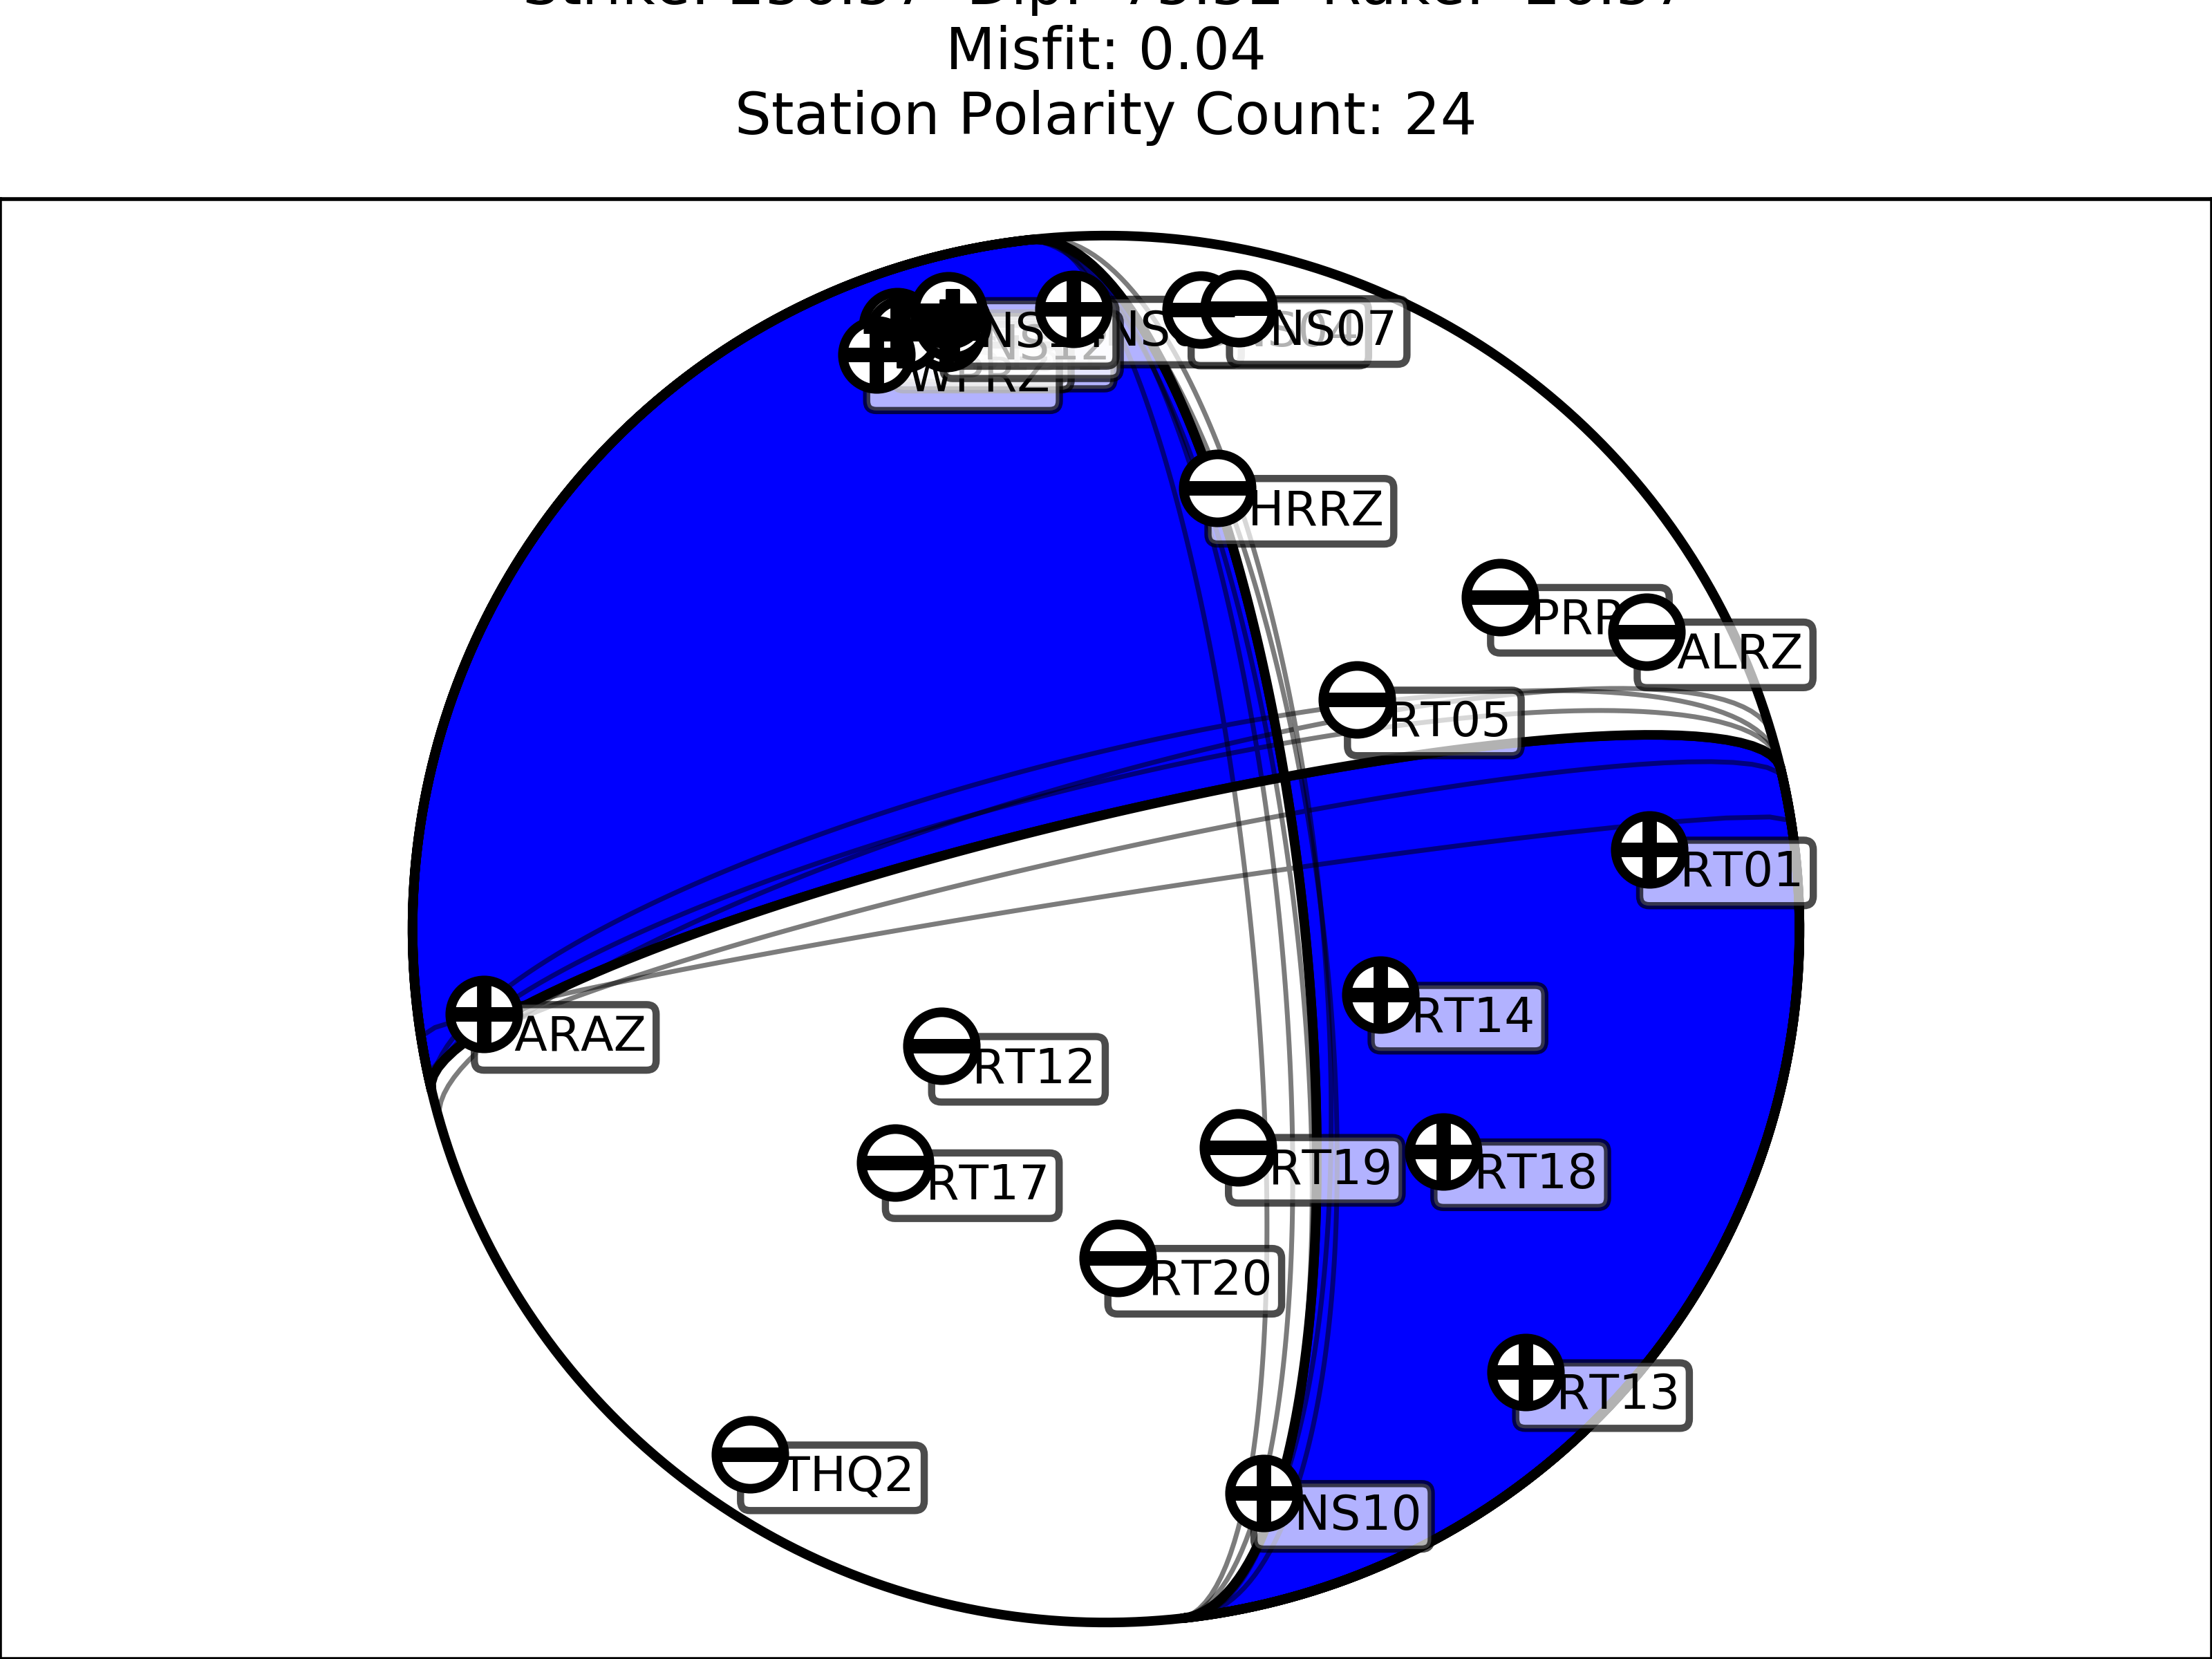 Misfit: 0.04
Station Polarity Count: 24
NS07
HRRZ
ALRZ
RT05
RT01
RT14
ARAZ
RT12
RT19
RT18
RT17
RT20
RT13
THQ2
NS10